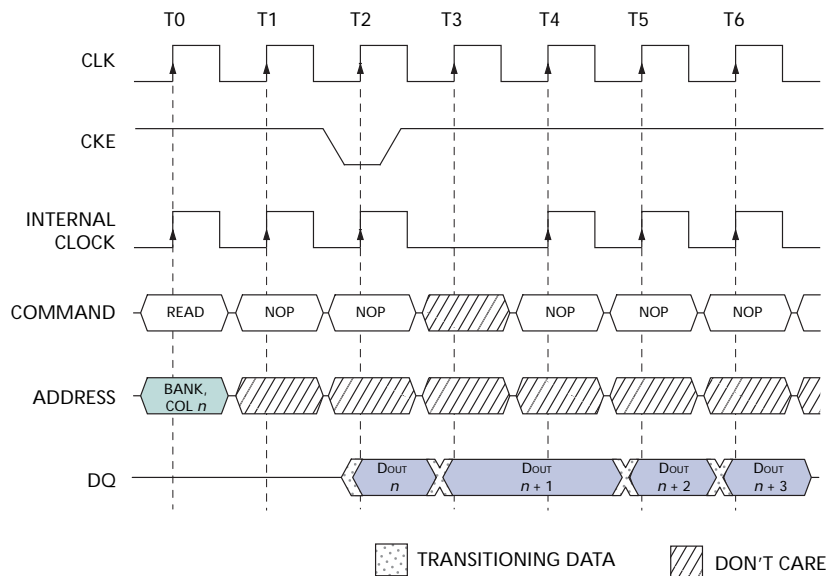 T0 T1 T2 T3 T4 T5 T6
CLK
CKE
INTERNAL
CLOCK
COMMAND READ NOP NOP NOP NOP NOP
ADDRESS BANK,
COL n
DQ DOUT
n DOUT
n + 1 DOUT
n + 2 DOUT
n + 3
TRANSITIONING DATA DON'T CARE